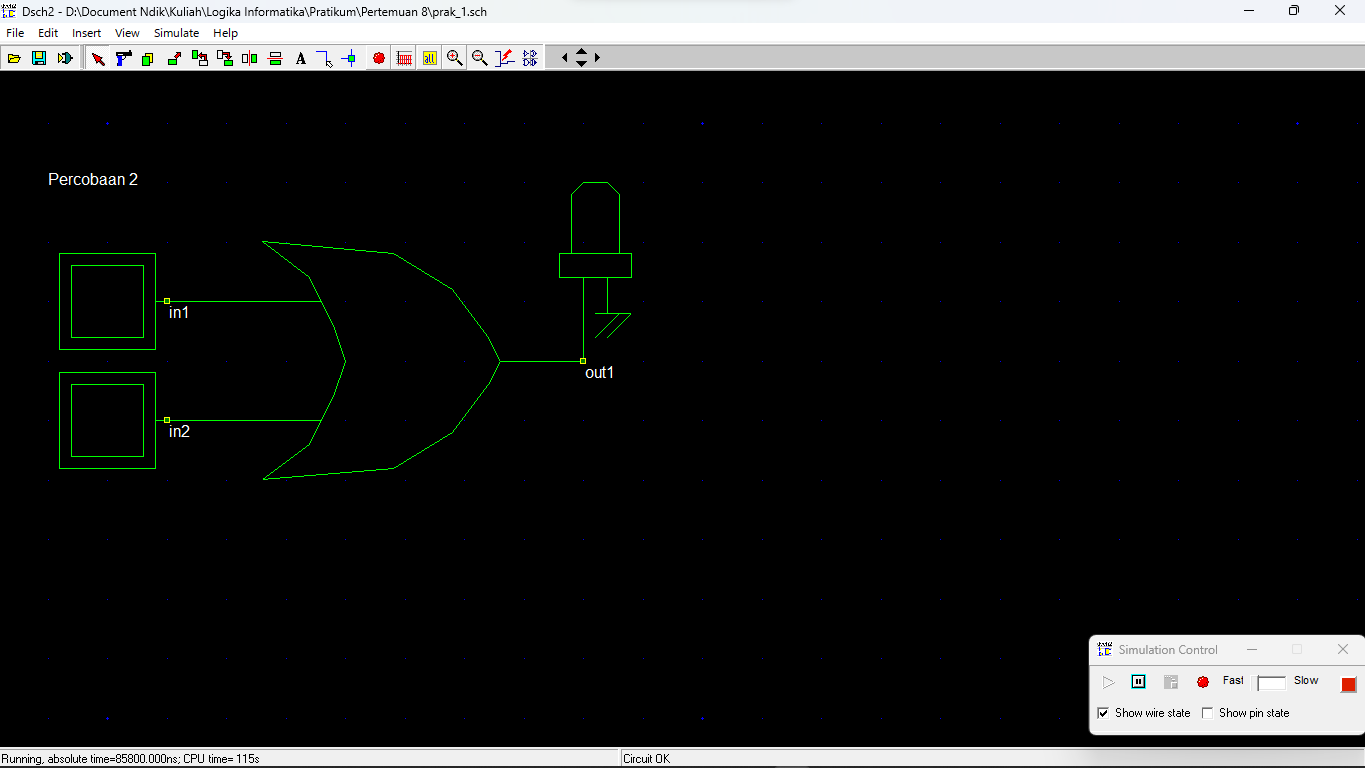 Dsch2 - D:\Document Ndik\Kuliah\Logika Informatika\Pratikum\Pertemuan 8\prak_1.sch
File Edit Insert View Simulate Help
A
all
Percobaan 2
in1
out1
in2
Simulation Control
Fast Slow
Show wire state Show pin state
Running, absolute time=85800.000ns; CPU time= 115s
Circuit OK